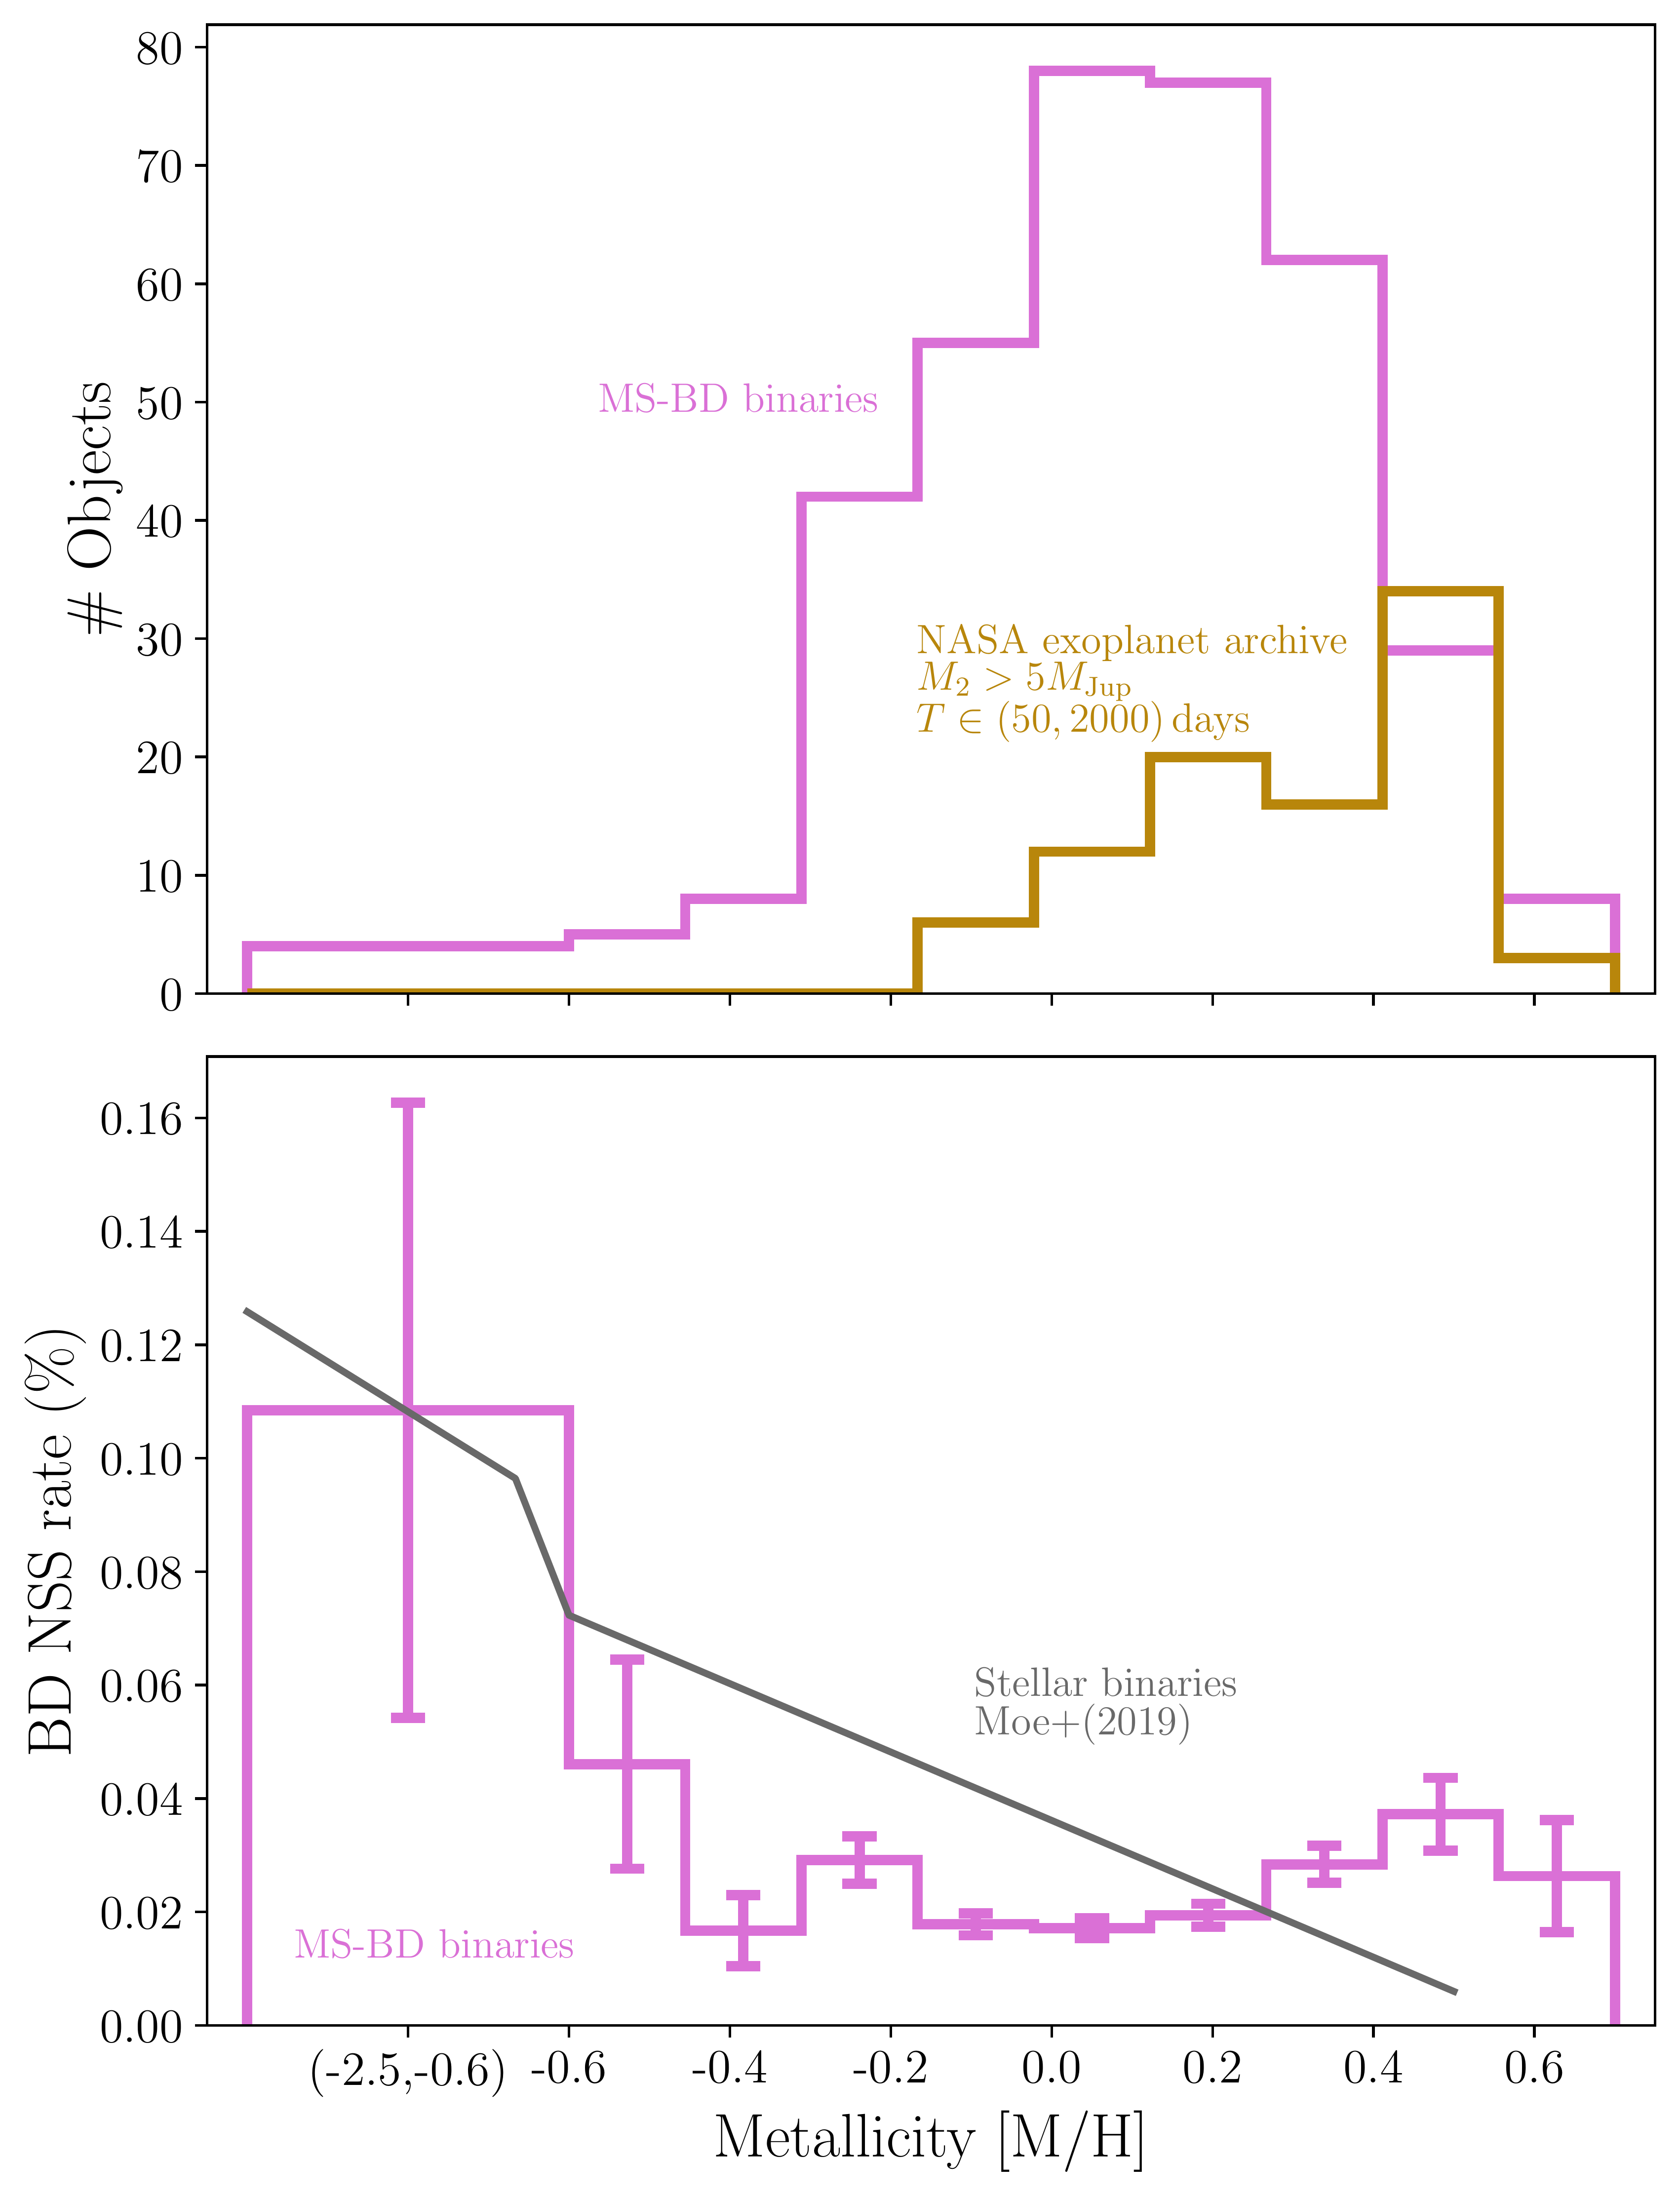 80
70
60
50
40
30
20
10
0
# Objects
MS-BD binaries
NASA exoplanet archive
M₂ > 5M_Jup
T ∈ (50, 2000) days
0.16
0.14
0.12
0.10
0.08
0.06
0.04
0.02
0.00
BD NSS rate (%)
Stellar binaries
Moe+(2019)
MS-BD binaries
(-2.5,-0.6) -0.6 -0.4 -0.2 0.0 0.2 0.4 0.6
Metallicity [M/H]